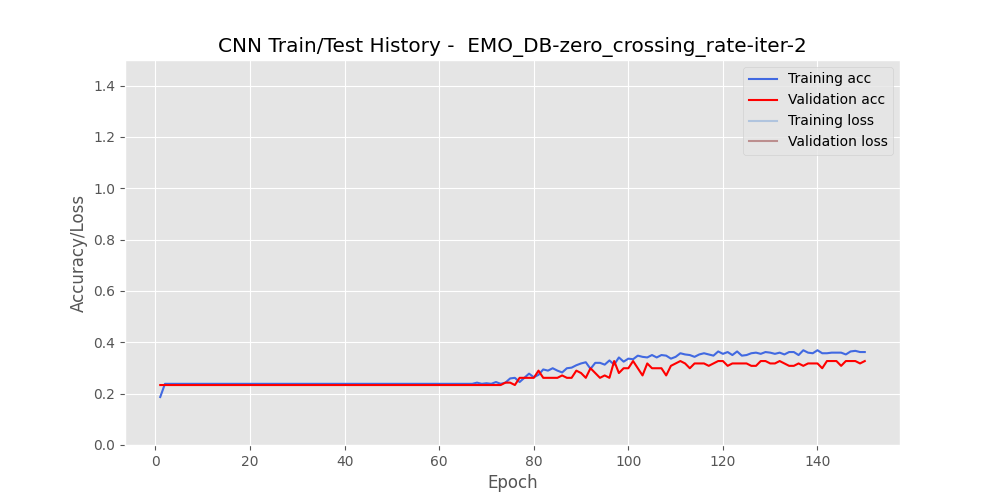 CNN Train/Test History -  EMO_DB-zero_crossing_rate-iter-2
Training acc
Validation acc
Training loss
Validation loss
Accuracy/Loss
1.4
1.2
1.0
0.8
0.6
0.4
0.2
0.0
0 20 40 60 80 100 120 140
Epoch